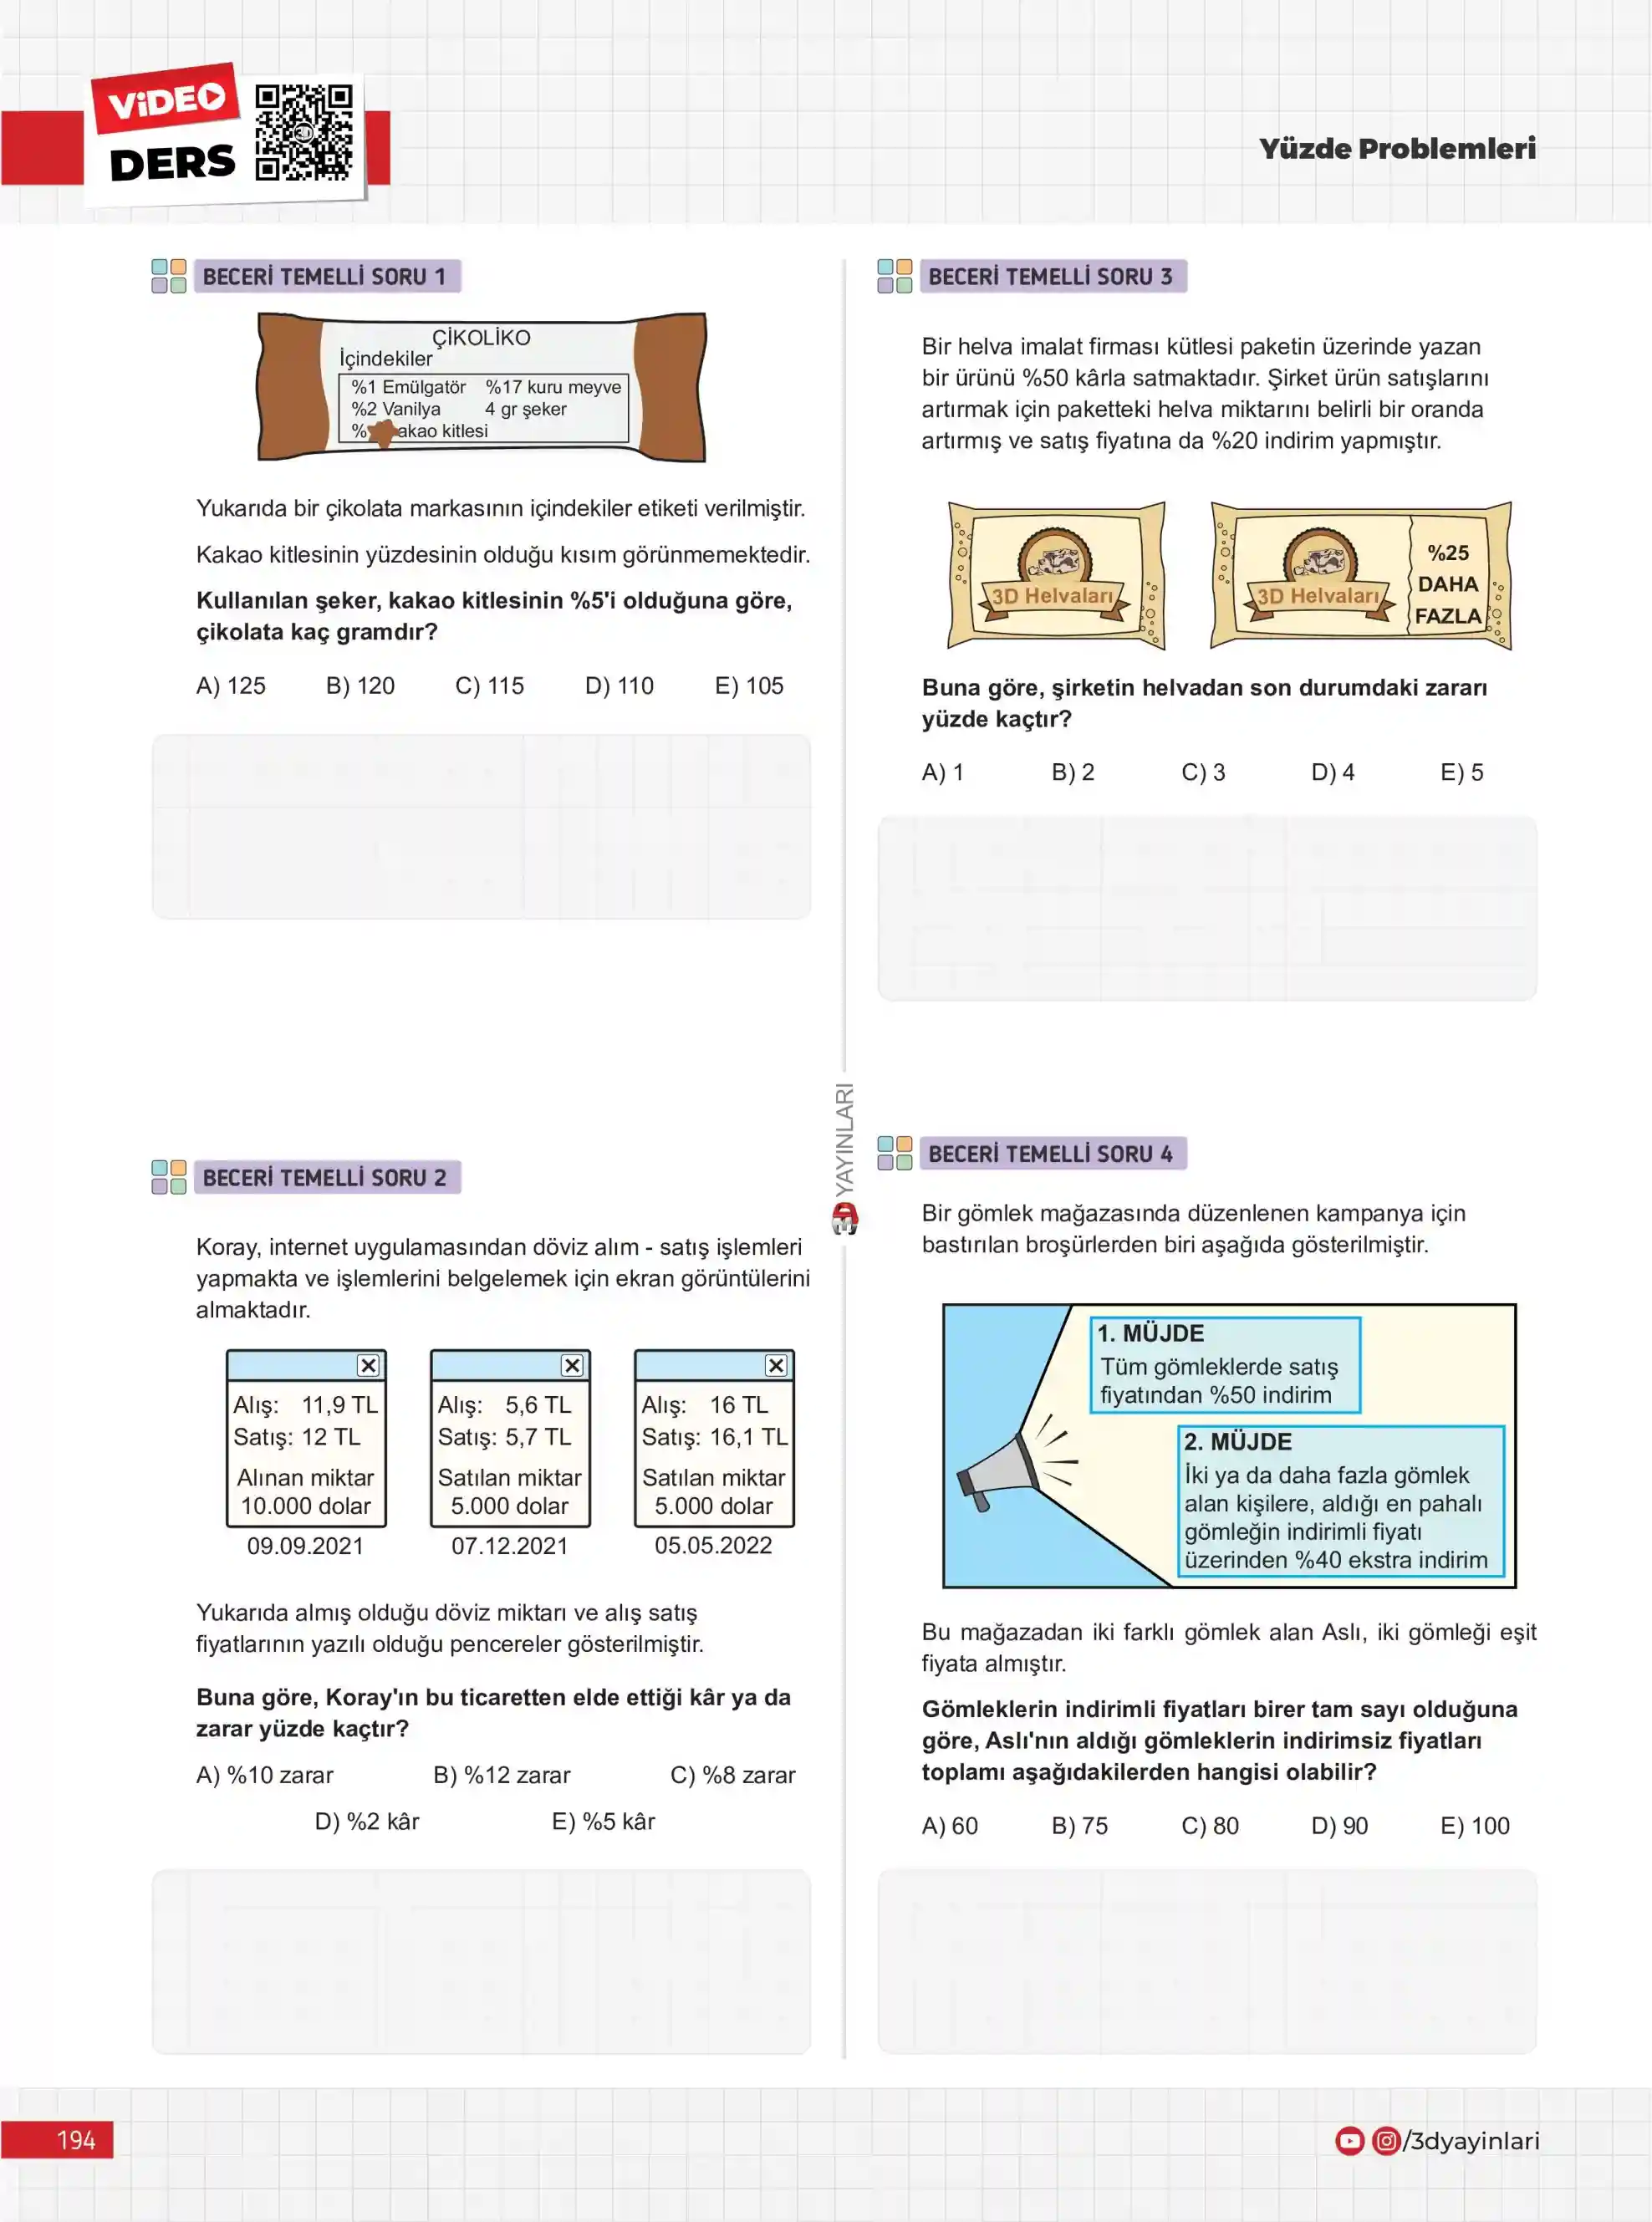 VİDEO
DERS
Yüzde Problemleri
BECERİ TEMELLİ SORU 1
ÇİKOLİKO
İçindekiler
%1 Emülgatör %17 kuru meyve
%2 Vanilya 4 gr şeker
% akao kitlesi
Yukarıda bir çikolata markasının içindekiler etiketi verilmiştir.
Kakao kitlesinin yüzdesinin olduğu kısım görünmemektedir.
Kullanılan şeker, kakao kitlesinin %5'i olduğuna göre,
çikolata kaç gramdır?
A) 125 B) 120 C) 115 D) 110 E) 105
BECERİ TEMELLİ SORU 2
Koray, internet uygulamasından döviz alım - satış işlemleri
yapmakta ve işlemlerini belgelemek için ekran görüntülerini
almaktadır.
Alış: 11,9 TL
Satış: 12 TL
Alınan miktar
10.000 dolar
09.09.2021
Alış: 5,6 TL
Satış: 5,7 TL
Satılan miktar
5.000 dolar
07.12.2021
Alış: 16 TL
Satış: 16,1 TL
Satılan miktar
5.000 dolar
05.05.2022
Yukarıda almış olduğu döviz miktarı ve alış satış
fiyatlarının yazılı olduğu pencereler gösterilmiştir.
Buna göre, Koray'ın bu ticaretten elde ettiği kâr ya da
zarar yüzde kaçtır?
A) %10 zarar B) %12 zarar C) %8 zarar
D) %2 kâr E) %5 kâr
YAYINLARI
BECERİ TEMELLİ SORU 3
Bir helva imalat firması kütlesi paketin üzerinde yazan
bir ürünü %50 kârla satmaktadır. Şirket ürün satışlarını
artırmak için paketteki helva miktarını belirli bir oranda
artırmış ve satış fiyatına da %20 indirim yapmıştır.
3D Helvaları
3D Helvaları
%25
DAHA
FAZLA
Buna göre, şirketin helvadan son durumdaki zararı
yüzde kaçtır?
A) 1 B) 2 C) 3 D) 4 E) 5
BECERİ TEMELLİ SORU 4
Bir gömlek mağazasında düzenlenen kampanya için
bastırılan broşürlerden biri aşağıda gösterilmiştir.
1. MÜJDE
Tüm gömleklerde satış
fiyatından %50 indirim
2. MÜJDE
İki ya da daha fazla gömlek
alan kişilere, aldığı en pahalı
gömleğin indirimli fiyatı
üzerinden %40 ekstra indirim
Bu mağazadan iki farklı gömlek alan Aslı, iki gömleği eşit
fiyata almıştır.
Gömleklerin indirimli fiyatları birer tam sayı olduğuna
göre, Aslı'nın aldığı gömleklerin indirimsiz fiyatları
toplamı aşağıdakilerden hangisi olabilir?
A) 60 B) 75 C) 80 D) 90 E) 100
194
/3dyayinlari